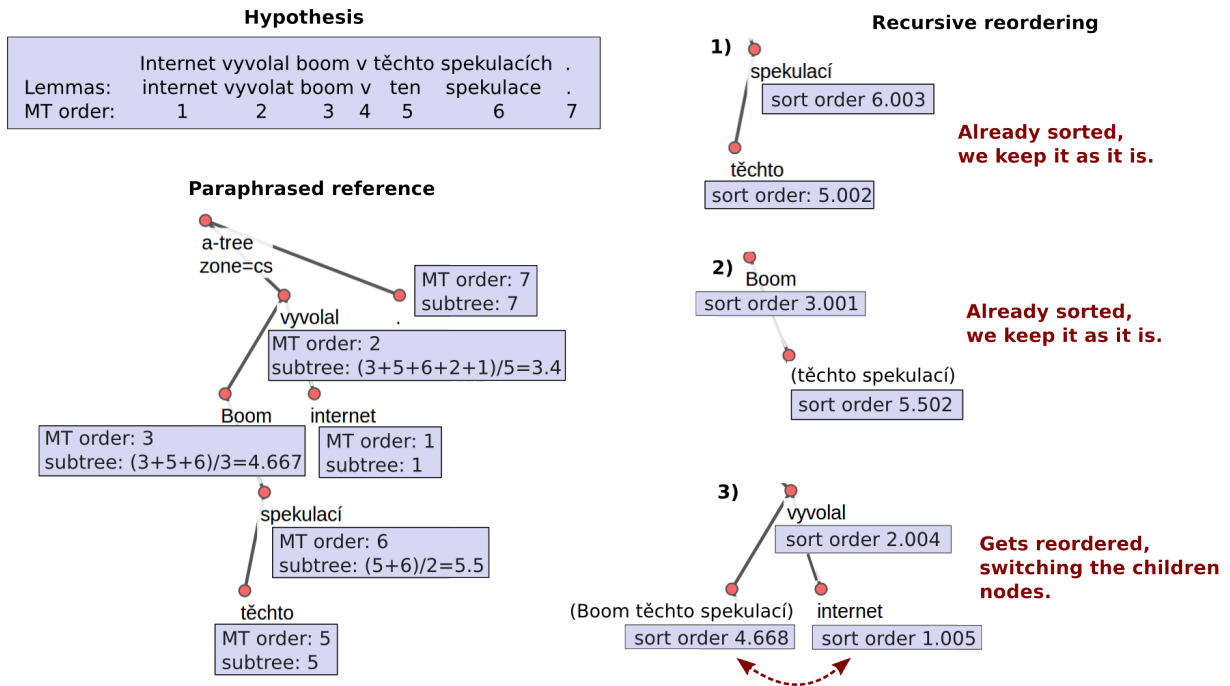 Hypothesis
Internet vyvolal boom v těchto spekulacích .
Lemmas: internet vyvolat boom v ten spekulace .
MT order: 1 2 3 4 5 6 7
Paraphrased reference
a-tree
zone=cs
MT order: 7
subtree: 7
.
vyvolal
MT order: 2
subtree: (3+5+6+2+1)/5=3.4
Boom
MT order: 3
subtree: (3+5+6)/3=4.667
internet
MT order: 1
subtree: 1
spekulací
MT order: 6
subtree: (5+6)/2=5.5
těchto
MT order: 5
subtree: 5
Recursive reordering
1)
spekulací
sort order 6.003
těchto
sort order: 5.002
Already sorted,
we keep it as it is.
2)
Boom
sort order 3.001
(těchto spekulací)
sort order 5.502
Already sorted,
we keep it as it is.
3)
vyvolal
sort order 2.004
(Boom těchto spekulací)
sort order 4.668
internet
sort order 1.005
Gets reordered,
switching the children
nodes.